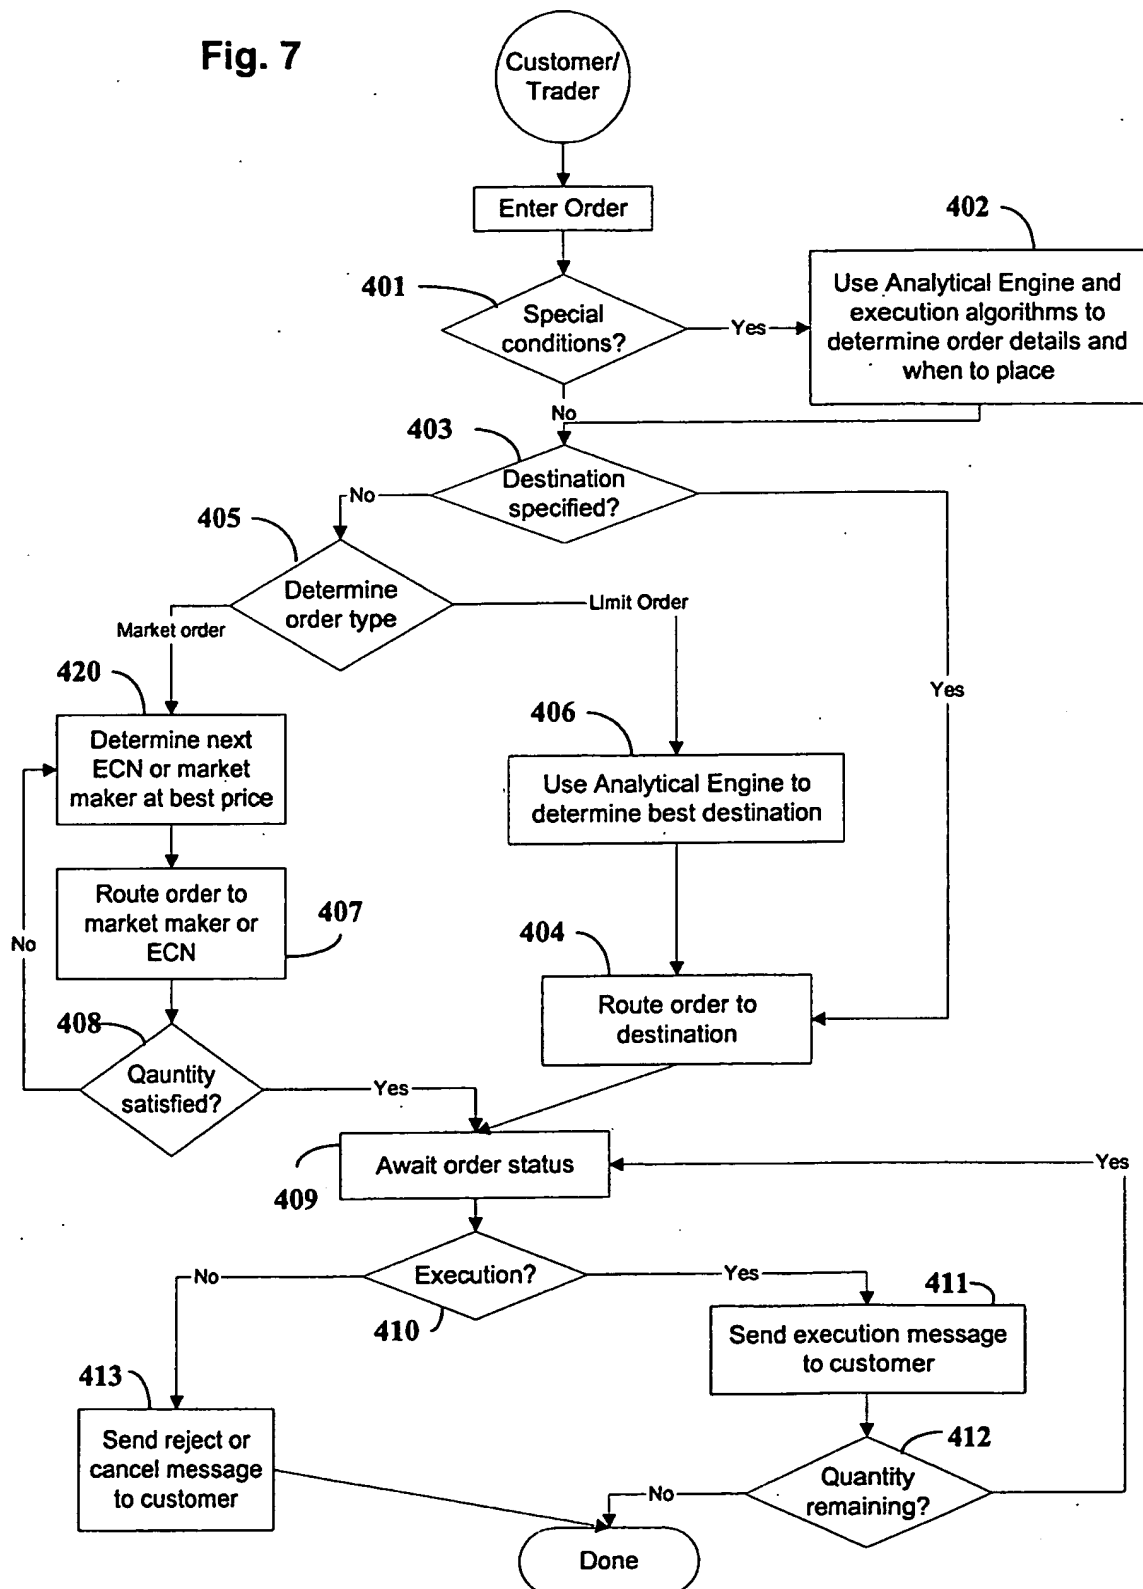 Fig. 7
Customer/
Trader
Enter Order
402
401
Use Analytical Engine and
execution algorithms to
determine order details and
when to place
Special
conditions?
Yes
No
403
Destination
specified?
No
Yes
405
Determine
order type
LImit Order
Market order
420
Determine next
ECN or market
maker at best price
406
Use Analytical Engine to
determine best destination
Route order to
market maker or
ECN
407
No
404
Route order to
destination
408
Qauntity
satisfied?
Yes
Await order status
409
Yes
Execution?
No
Yes
410
411
Send execution message
to customer
413
Send reject or
cancel message
to customer
412
Quantity
remaining?
No
Done